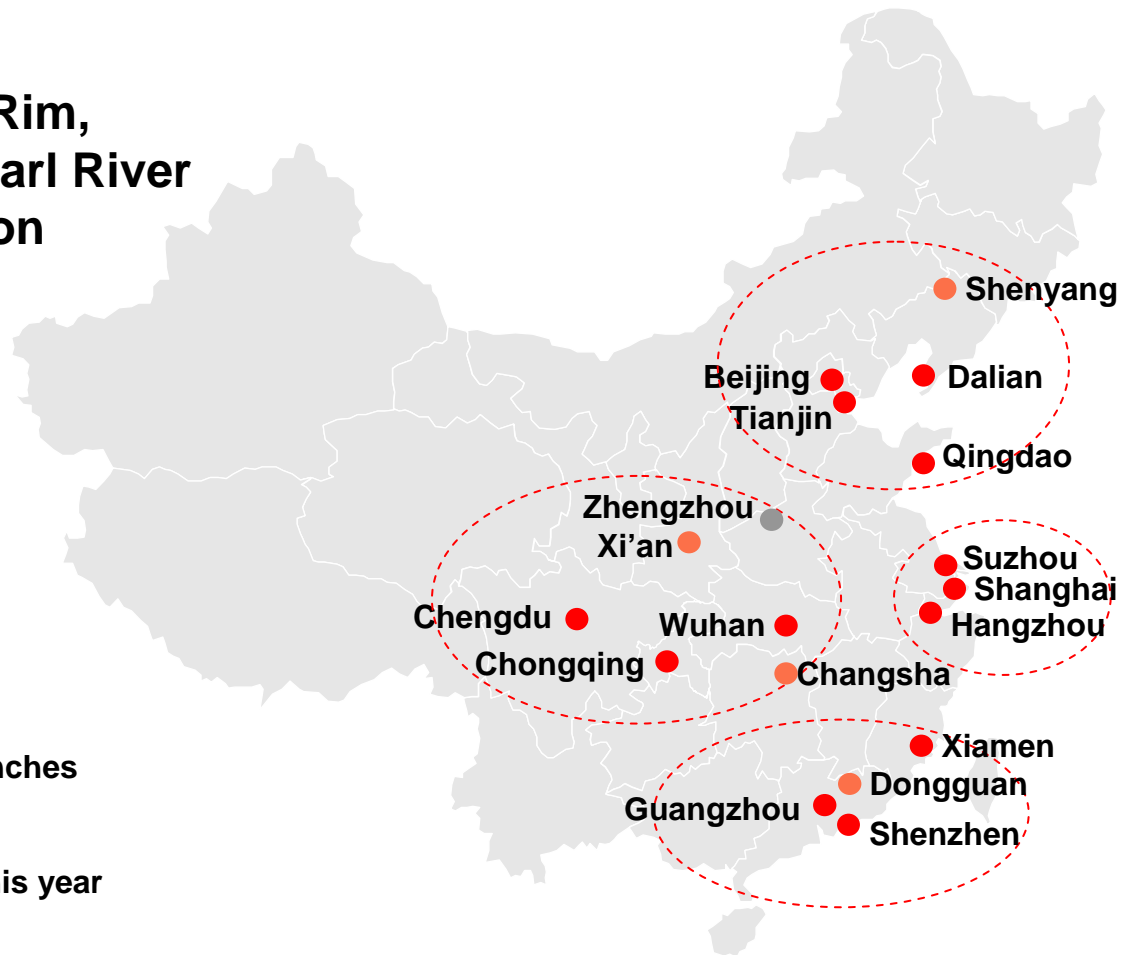 Rim,
arl River
on
Shenyang
Beijing
Dalian
Tianjin
Qingdao
Zhengzhou
Xi’an
Suzhou
Shanghai
Hangzhou
Chengdu
Wuhan
Chongqing
Changsha
Xiamen
nches
Dongguan
Guangzhou
Shenzhen
is year